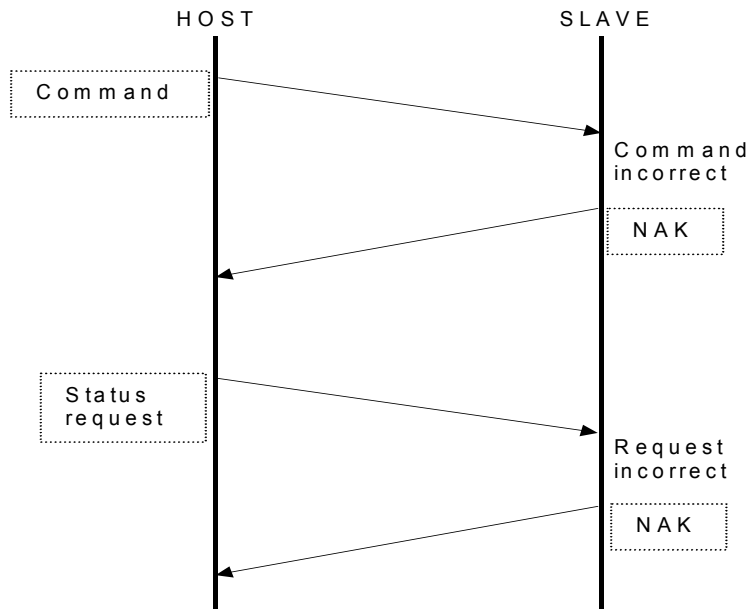 HOST
SLAVE
Command
Command
incorrect
NAK
Status
request
Request
incorrect
NAK